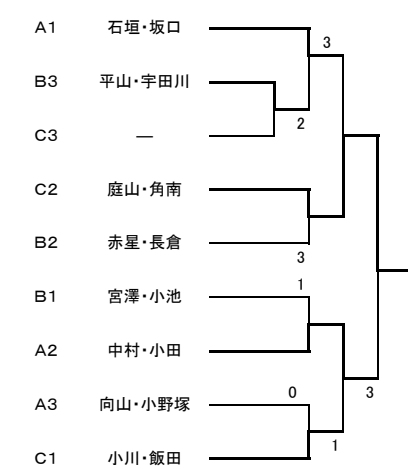 A1 石垣・坂口
3
B3 平山・宇田川
2
C3 ―
C2 庭山・角南
B2 赤星・長倉
3
1
B1 宮澤・小池
A2 中村・小田
0 3
A3 向山・小野塚
1
C1 小川・飯田